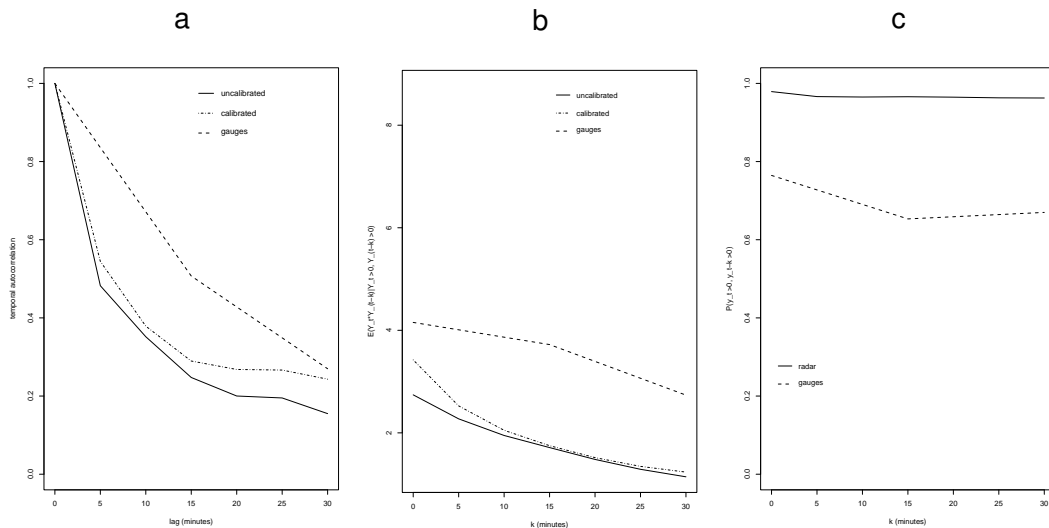 a
b
c
temporal autocorrelation
0.0 0.2 0.4 0.6 0.8 1.0
uncalibrated
calibrated
gauges
0 5 10 15 20 25 30
lag (minutes)
E(Y_t*Y_(t−k)|Y_t >0, Y_(t−k) >0)
2 4 6 8
uncalibrated
calibrated
gauges
0 5 10 15 20 25 30
k (minutes)
P(y_t >0, y_t−k >0)
0.0 0.2 0.4 0.6 0.8 1.0
radar
gauges
0 5 10 15 20 25 30
k (minutes)